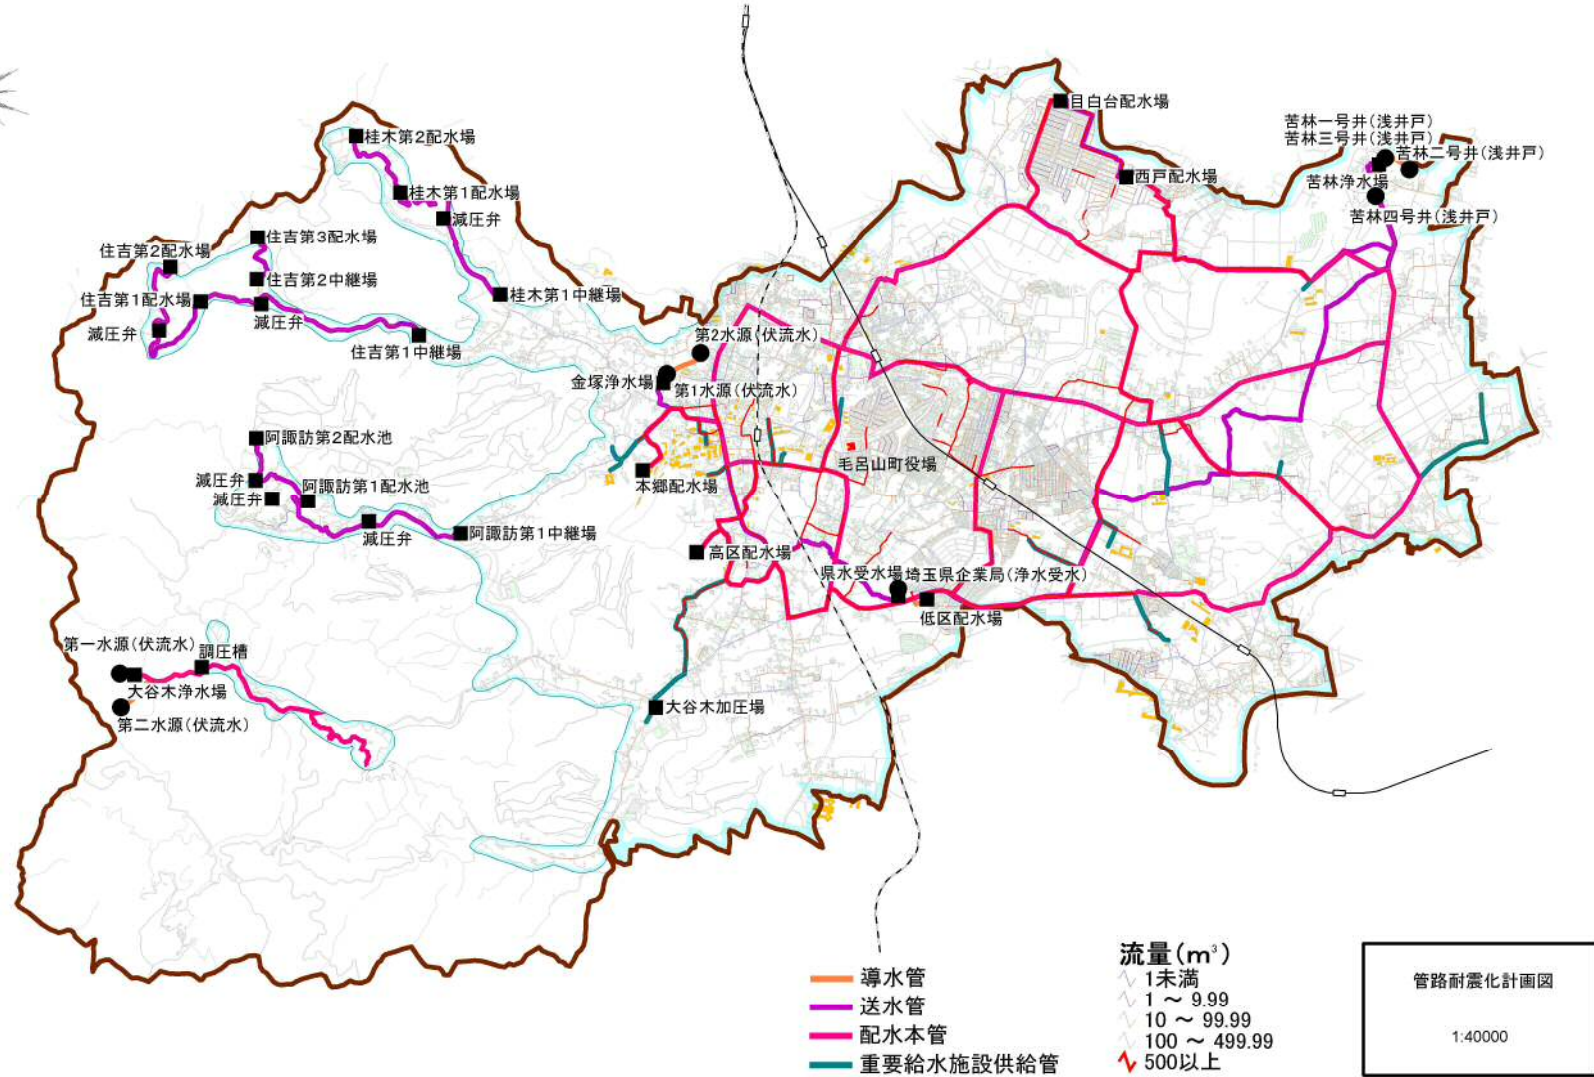 目白台配水場
苦林一号井(浅井戸)
苦林三号井(浅井戸)
苦林二号井(浅井戸)
苦林浄水場
苦林四号井(浅井戸)
西戸配水場
桂木第2配水場
桂木第1配水場
減圧弁
住吉第3配水場
住吉第2配水場
住吉第2中継場
桂木第1中継場
住吉第1配水場
減圧弁
減圧弁
住吉第1中継場
第2水源(伏流水)
金塚浄水場
第1水源(伏流水)
阿諏訪第2配水池
毛呂山町役場
減圧弁
本郷配水場
減圧弁
阿諏訪第1配水池
阿諏訪第1中継場
減圧弁
高区配水場
県水受水場
埼玉県企業局(浄水受水)
低区配水場
第一水源(伏流水)
調圧槽
大谷木浄水場
第二水源(伏流水)
大谷木加圧場
導水管
送水管
配水本管
重要給水施設供給管
流量(m³)
1未満
1 ～ 9.99
10 ～ 99.99
100 ～ 499.99
500以上
管路耐震化計画図
1:40000